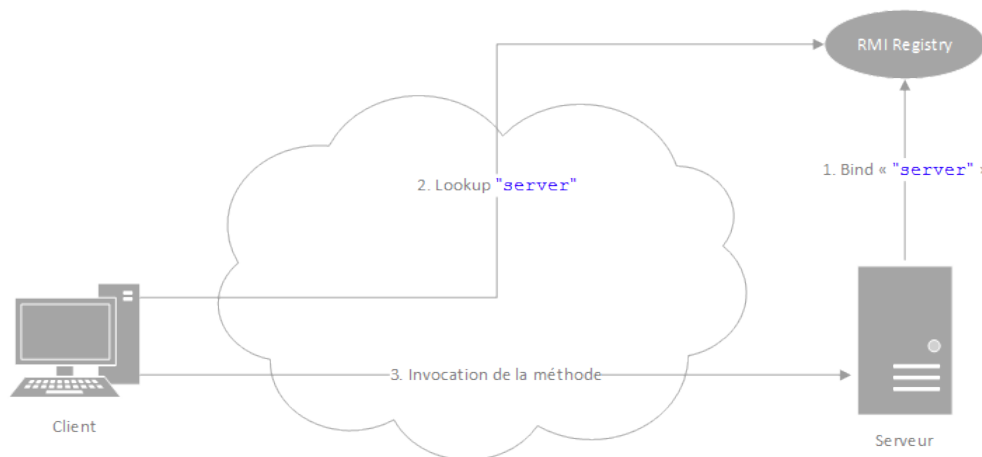 RMI Registry
1. Bind « "server" »
2. Lookup "server"
3. Invocation de la méthode
Client
Serveur